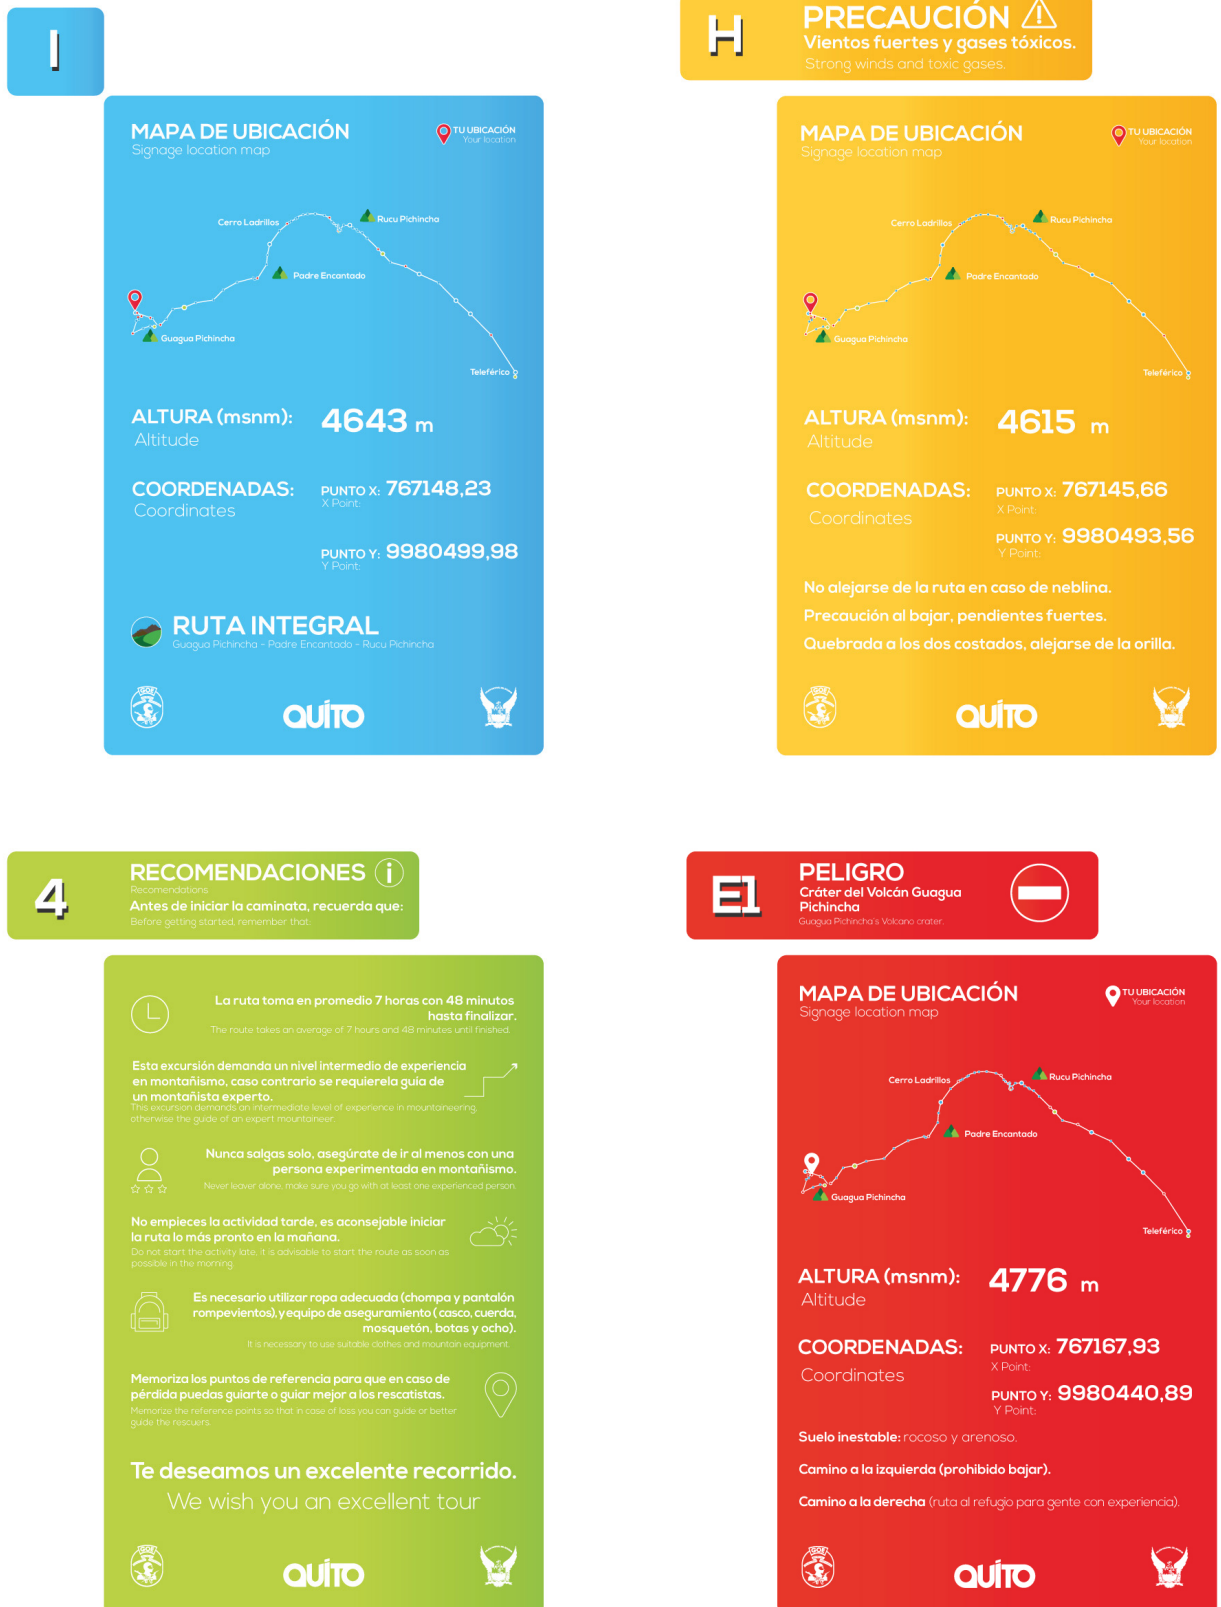 I
MAPA DE UBICACIÓN
Signage location map
TU UBICACIÓN
Your location
Cerro Ladrillos
Rucu Pichincha
Padre Encantado
Guagua Pichincha
Teleférico
ALTURA (msnm): 4643 m
Altitude
COORDENADAS: PUNTO X: 767148,23
Coordinates X Point:
PUNTO Y: 9980499,98
Y Point:
RUTA INTEGRAL
Guagua Pichincha - Padre Encantado - Rucu Pichincha
GOE
QUITO
H
PRECAUCIÓN
Vientos fuertes y gases tóxicos.
Strong winds and toxic gases.
MAPA DE UBICACIÓN
Signage location map
TU UBICACIÓN
Your location
Cerro Ladrillos
Rucu Pichincha
Padre Encantado
Guagua Pichincha
Teleférico
ALTURA (msnm): 4615 m
Altitude
COORDENADAS: PUNTO X: 767145,66
Coordinates X Point:
PUNTO Y: 9980493,56
Y Point:
No alejarse de la ruta en caso de neblina.
Precaución al bajar, pendientes fuertes.
Quebrada a los dos costados, alejarse de la orilla.
GOE
QUITO
4
RECOMENDACIONES
Recomendations
Antes de iniciar la caminata, recuerda que:
Before getting started, remember that:
La ruta toma en promedio 7 horas con 48 minutos
hasta finalizar.
The route takes an average of 7 hours and 48 minutes until finished.
Esta excursión demanda un nivel intermedio de experiencia
en montañismo, caso contrario se requierela guía de
un montañista experto.
This excursion demands an intermediate level of experience in mountaineering,
otherwise the guide of an expert mountaineer.
Nunca salgas solo, asegúrate de ir al menos con una
persona experimentada en montañismo.
Never leaver alone, make sure you go with at least one experienced person.
No empieces la actividad tarde, es aconsejable iniciar
la ruta lo más pronto en la mañana.
Do not start the activity late, it is advisable to start the route as soon as
possible in the morning.
Es necesario utilizar ropa adecuada (chompa y pantalón
rompevientos),y equipo de aseguramiento ( casco, cuerda,
mosquetón, botas y ocho).
It is necessary to use suitable clothes and mountain equipment.
Memoriza los puntos de referencia para que en caso de
pérdida puedas guiarte o guiar mejor a los rescatistas.
Memorize the reference points so that in case of loss you can guide or better
guide the rescuers.
Te deseamos un excelente recorrido.
We wish you an excellent tour
GOE
QUITO
E1
PELIGRO
Cráter del Volcán Guagua
Pichincha
Guagua Pichincha's Volcano crater.
MAPA DE UBICACIÓN
Signage location map
TU UBICACIÓN
Your location
Cerro Ladrillos
Rucu Pichincha
Padre Encantado
Guagua Pichincha
Teleférico
ALTURA (msnm): 4776 m
Altitude
COORDENADAS: PUNTO X: 767167,93
Coordinates X Point:
PUNTO Y: 9980440,89
Y Point:
Suelo inestable: rocoso y arenoso.
Camino a la izquierda (prohibido bajar).
Camino a la derecha (ruta al refugio para gente con experiencia).
GOE
QUITO